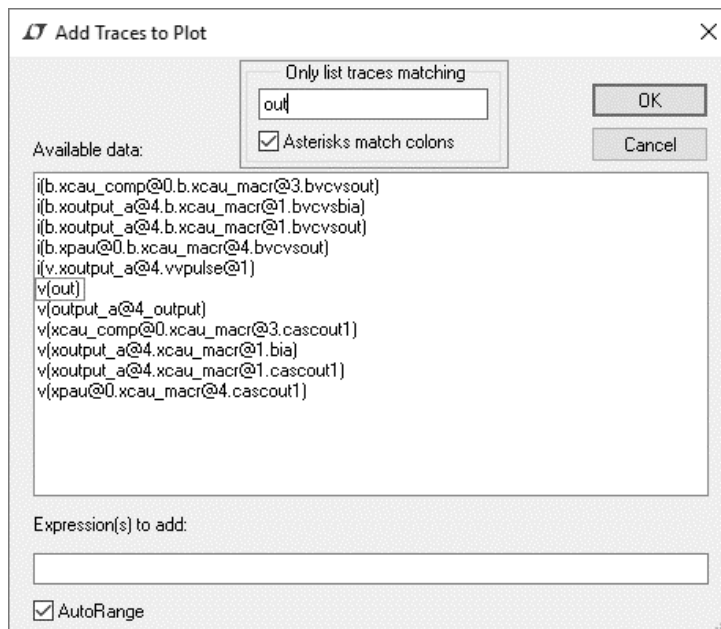 Add Traces to Plot
Only list traces matching
out
OK
Asterisks match colons
Cancel
Available data:
i(b.xcau_comp@0.b.xcau_macr@3.bvcvsout)
i(b.xoutput_a@4.b.xcau_macr@1.bvcvsbia)
i(b.xoutput_a@4.b.xcau_macr@1.bvcvsout)
i(b.xpau@0.b.xcau_macr@4.bvcvsout)
i(v.xoutput_a@4.vvpulse@1)
v(out)
v(output_a@4_output)
v(xcau_comp@0.xcau_macr@3.cascout1)
v(xoutput_a@4.xcau_macr@1.bia)
v(xoutput_a@4.xcau_macr@1.cascout1)
v(xpau@0.xcau_macr@4.cascout1)
Expression(s) to add:
AutoRange